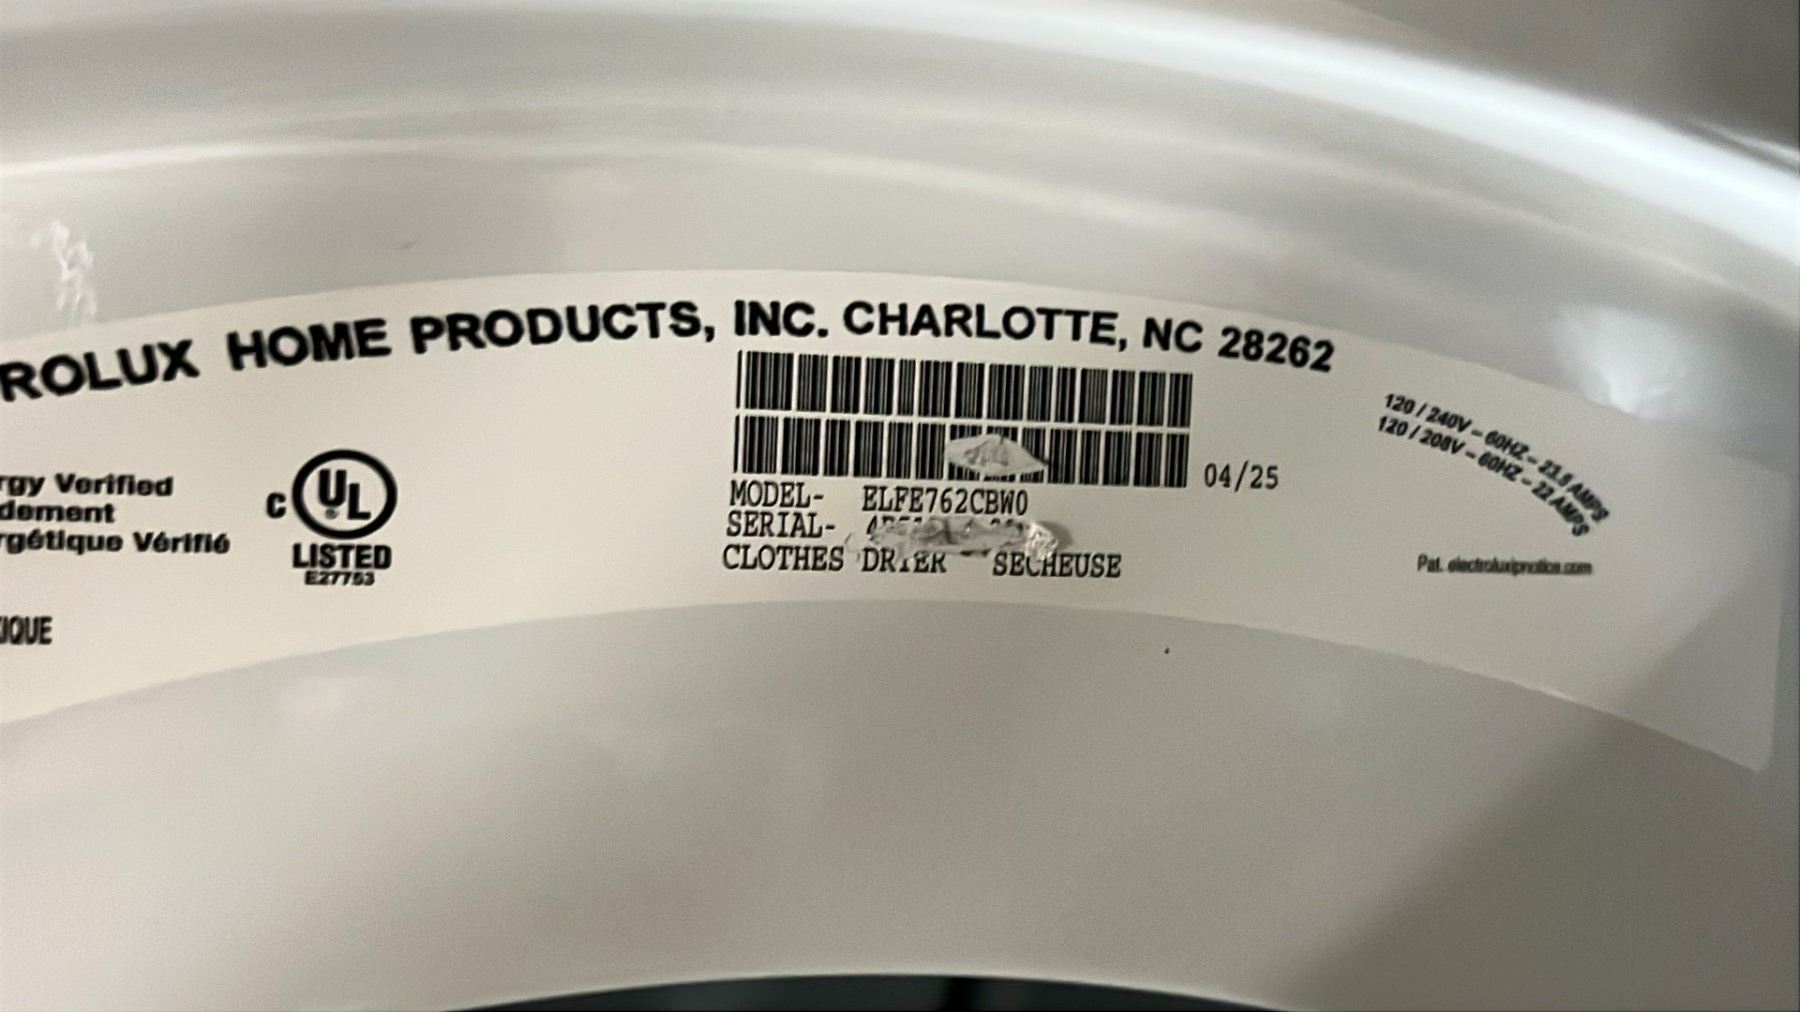 ROLUX HOME PRODUCTS, INC. CHARLOTTE, NC 28262
rgy Verified
dement
rgétique Vérifié
IQUE
c UL
LISTED
E27753
04/25
MODEL- ELFE762CBW0
SERIAL-
CLOTHES DRYER SECHEUSE
120 / 240V - 60HZ - 23.5 AMPS
120 / 208V - 60HZ - 22 AMPS
Pat. electroluxipnotice.com